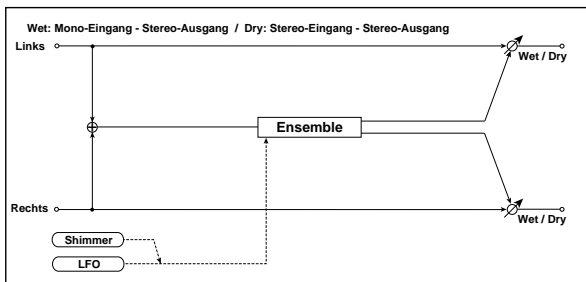 Wet: Mono-Eingang - Stereo-Ausgang / Dry: Stereo-Eingang - Stereo-Ausgang
Links
Wet / Dry
Ensemble
Rechts
Wet / Dry
Shimmer
LFO